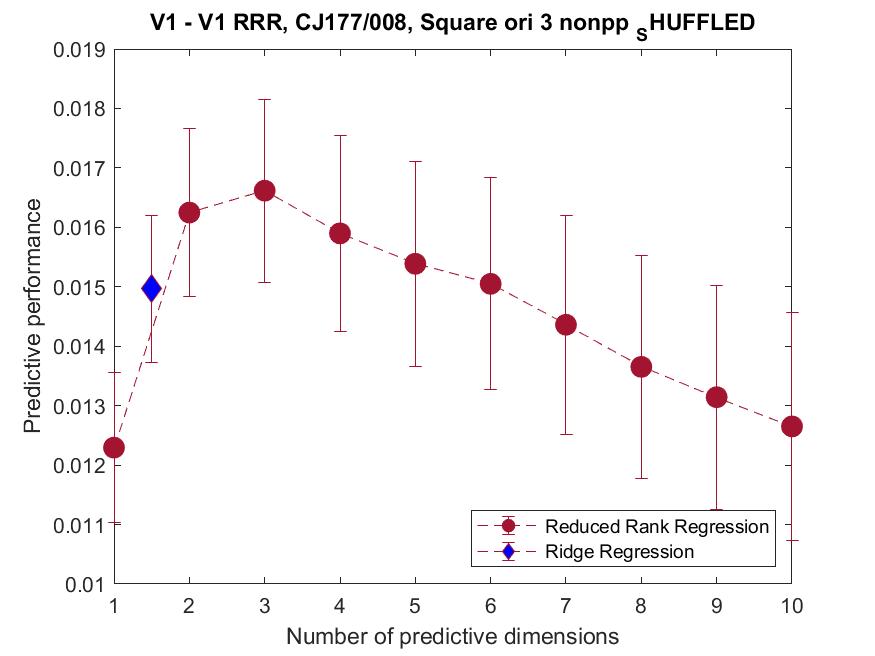 V1 - V1 RRR, CJ177/008, Square ori 3 nonpp SHUFFLED
0.019
0.018
0.017
0.016
0.015
0.014
0.013
0.012
0.011
0.01
Predictive performance
Reduced Rank Regression
Ridge Regression
1 2 3 4 5 6 7 8 9 10
Number of predictive dimensions